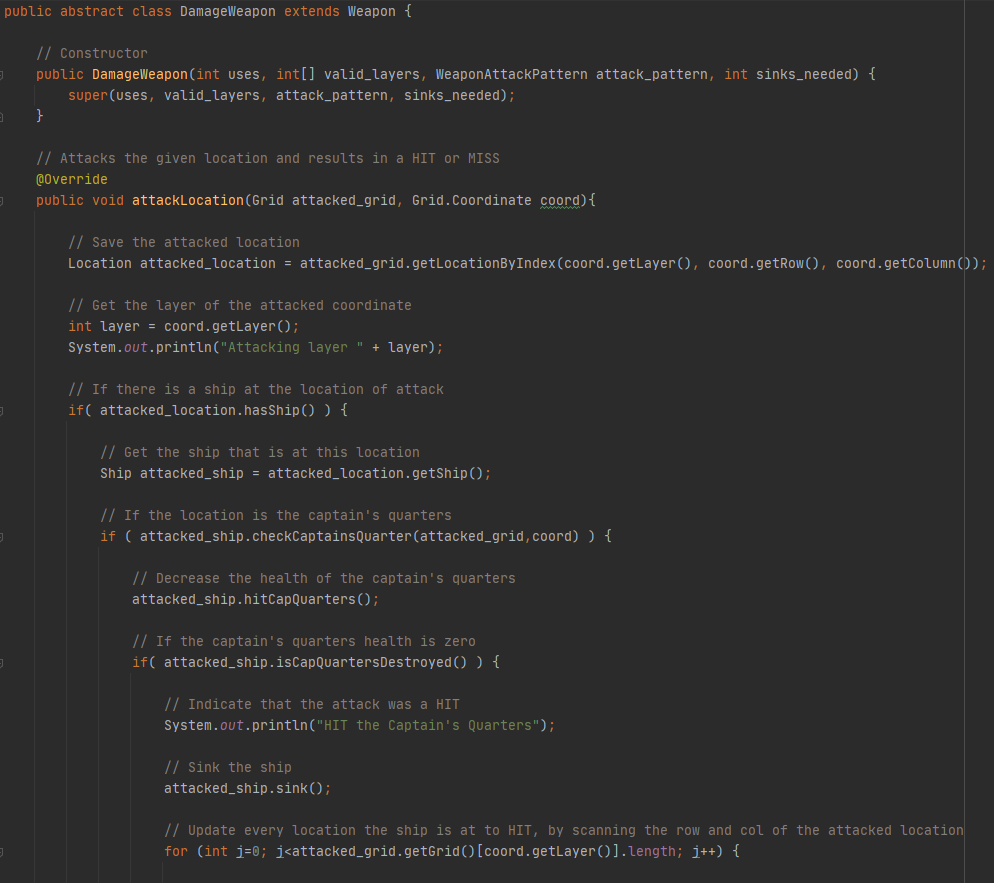 public abstract class DamageWeapon extends Weapon {
// Constructor
public DamageWeapon(int uses, int[] valid_layers, WeaponAttackPattern attack_pattern, int sinks_needed) {
super(uses, valid_layers, attack_pattern, sinks_needed);
}
// Attacks the given location and results in a HIT or MISS
@Override
public void attackLocation(Grid attacked_grid, Grid.Coordinate coord){
// Save the attacked location
Location attacked_location = attacked_grid.getLocationByIndex(coord.getLayer(), coord.getRow(), coord.getColumn());
// Get the layer of the attacked coordinate
int layer = coord.getLayer();
System.out.println("Attacking layer " + layer);
// If there is a ship at the location of attack
if( attacked_location.hasShip() ) {
// Get the ship that is at this location
Ship attacked_ship = attacked_location.getShip();
// If the location is the captain's quarters
if ( attacked_ship.checkCaptainsQuarter(attacked_grid,coord) ) {
// Decrease the health of the captain's quarters
attacked_ship.hitCapQuarters();
// If the captain's quarters health is zero
if( attacked_ship.isCapQuartersDestroyed() ) {
// Indicate that the attack was a HIT
System.out.println("HIT the Captain's Quarters");
// Sink the ship
attacked_ship.sink();
// Update every location the ship is at to HIT, by scanning the row and col of the attacked location
for (int j=0; j<attacked_grid.getGrid()[coord.getLayer()].length; j++) {